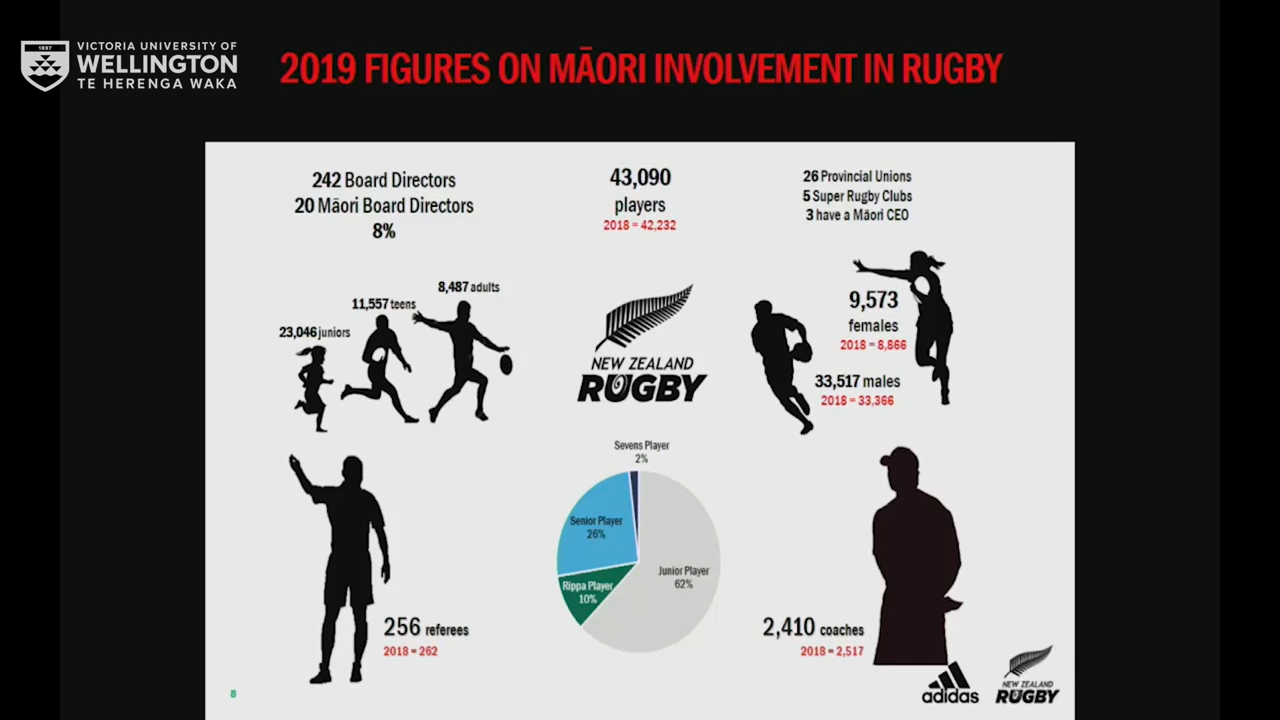 1897
VICTORIA UNIVERSITY OF
WELLINGTON
TE HERENGA WAKA
2019 FIGURES ON MĀORI INVOLVEMENT IN RUGBY
242 Board Directors
20 Māori Board Directors
8%
43,090
players
2018 = 42,232
26 Provincial Unions
5 Super Rugby Clubs
3 have a Māori CEO
23,046 juniors
11,557 teens
8,487 adults
NEW ZEALAND
RUGBY
9,573
females
2018 = 8,866
33,517 males
2018 = 33,366
Sevens Player
2%
Senior Player
26%
Rippa Player
10%
Junior Player
62%
256 referees
2018 = 262
2,410 coaches
2018 = 2,517
8
adidas
NEW ZEALAND
RUGBY